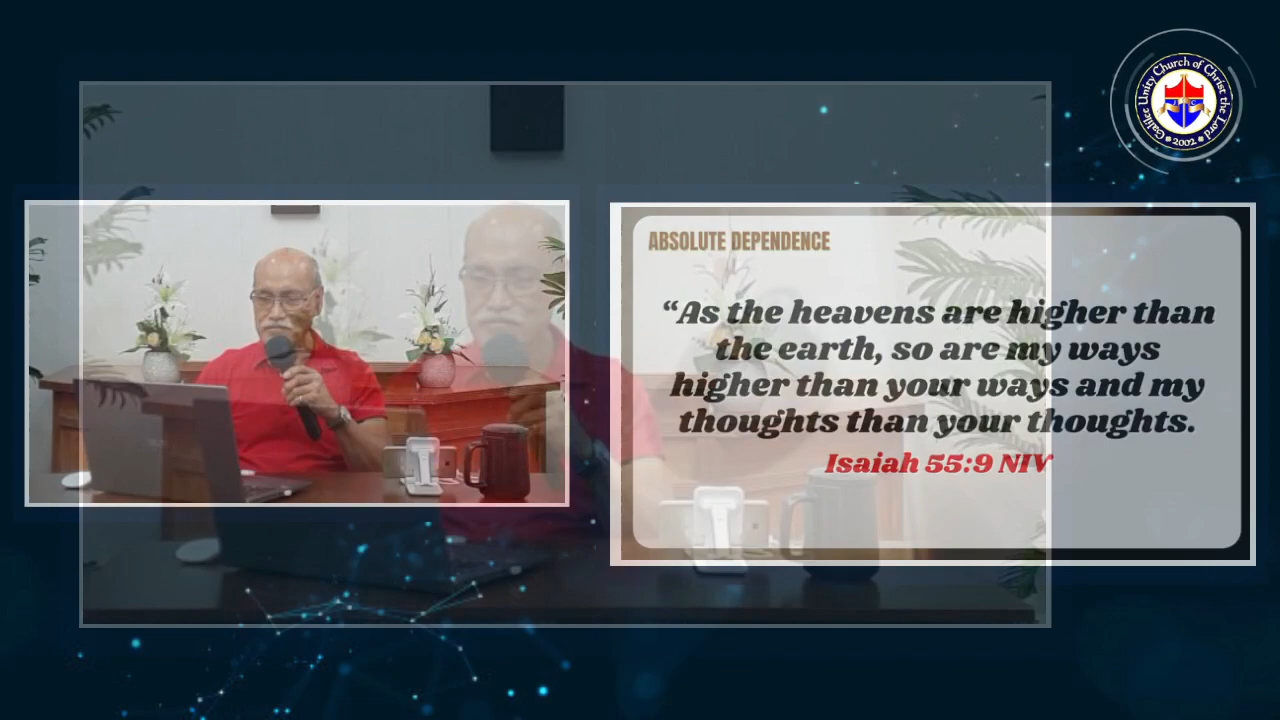 ABSOLUTE DEPENDENCE
“As the heavens are higher than
the earth, so are my ways
higher than your ways and my
thoughts than your thoughts.
Isaiah 55:9 NIV
Galilee Unity Church of Christ the Lord
2002